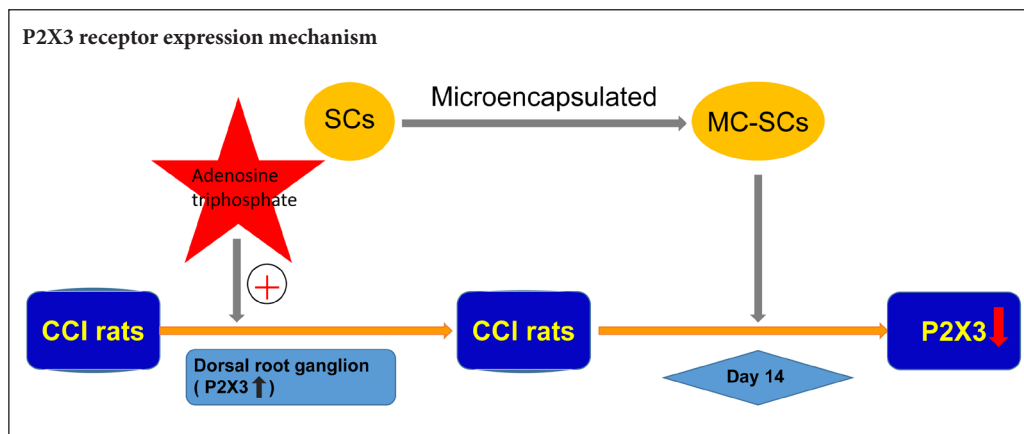 P2X3 receptor expression mechanism
SCs
Microencapsulated
MC-SCs
Adenosine
triphosphate
+
CCI rats
CCI rats
P2X3↓
Dorsal root ganglion
( P2X3↑)
Day 14